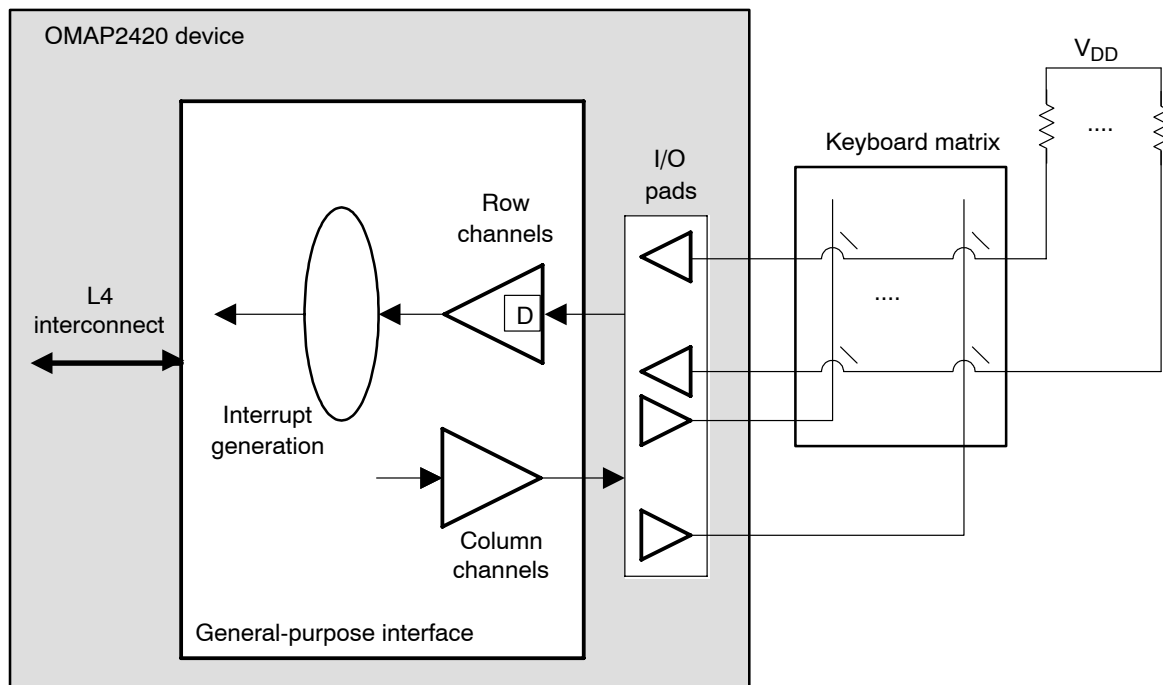 OMAP2420 device
V_DD
....
Keyboard matrix
I/O
pads
Row
channels
L4
interconnect
D
....
Interrupt
generation
Column
channels
General-purpose interface